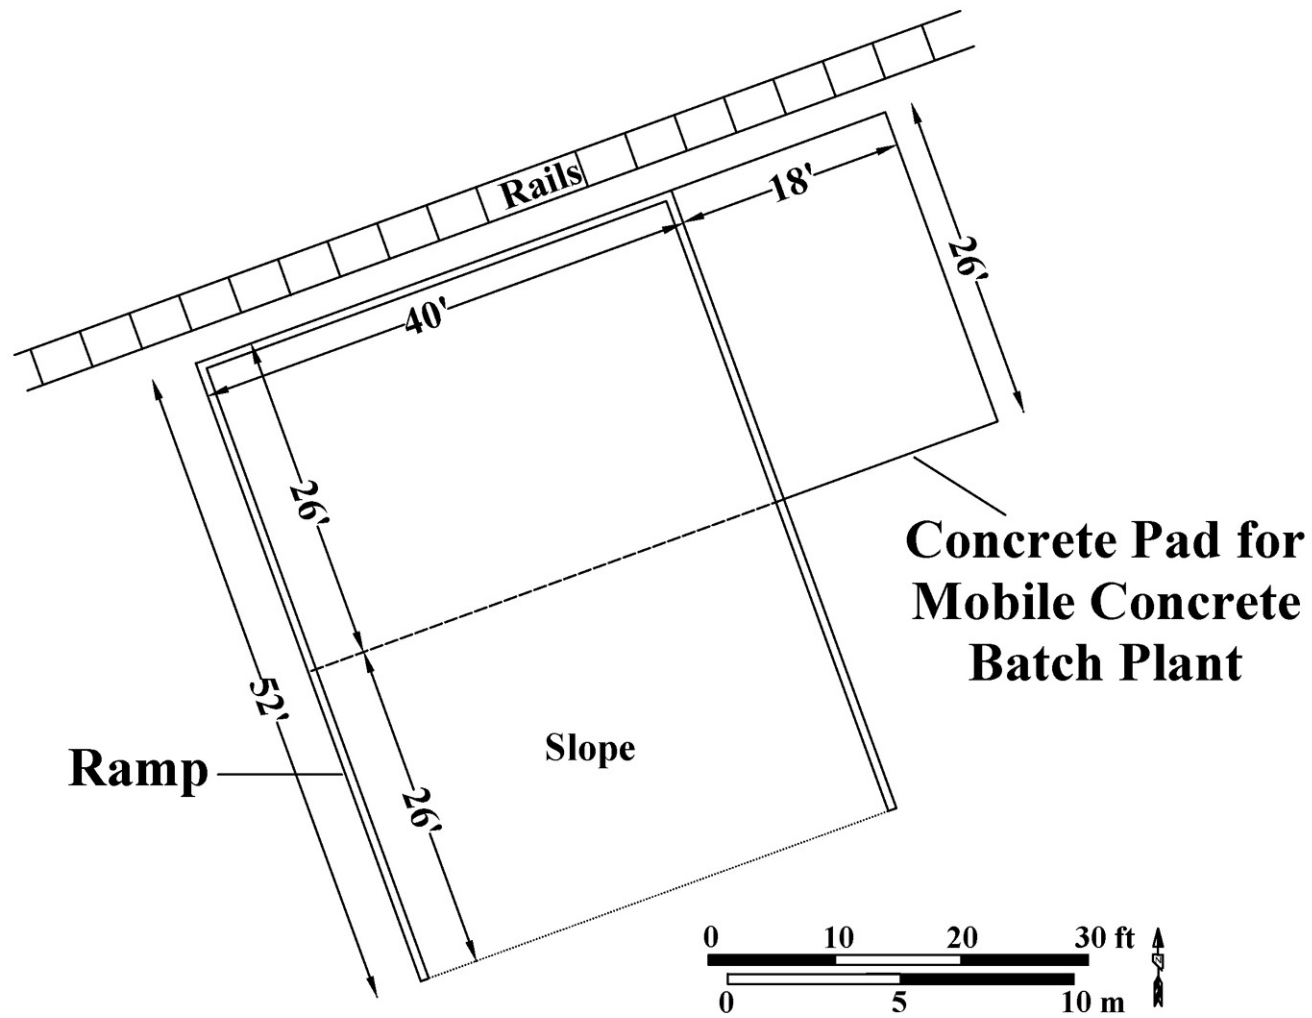 Rails
18'
40'
26'
26'
Concrete Pad for
Mobile Concrete
Batch Plant
52'
Ramp
Slope
26'
0 10 20 30 ft
0 5 10 m